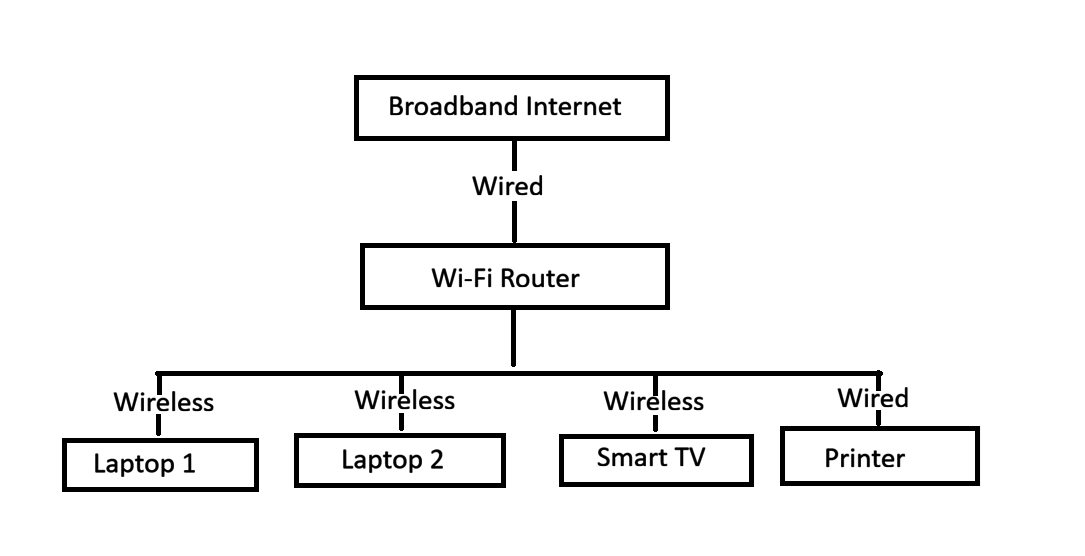 Broadband Internet
Wired
Wi-Fi Router
Wireless
Wireless
Wireless
Wired
Laptop 1
Laptop 2
Smart TV
Printer